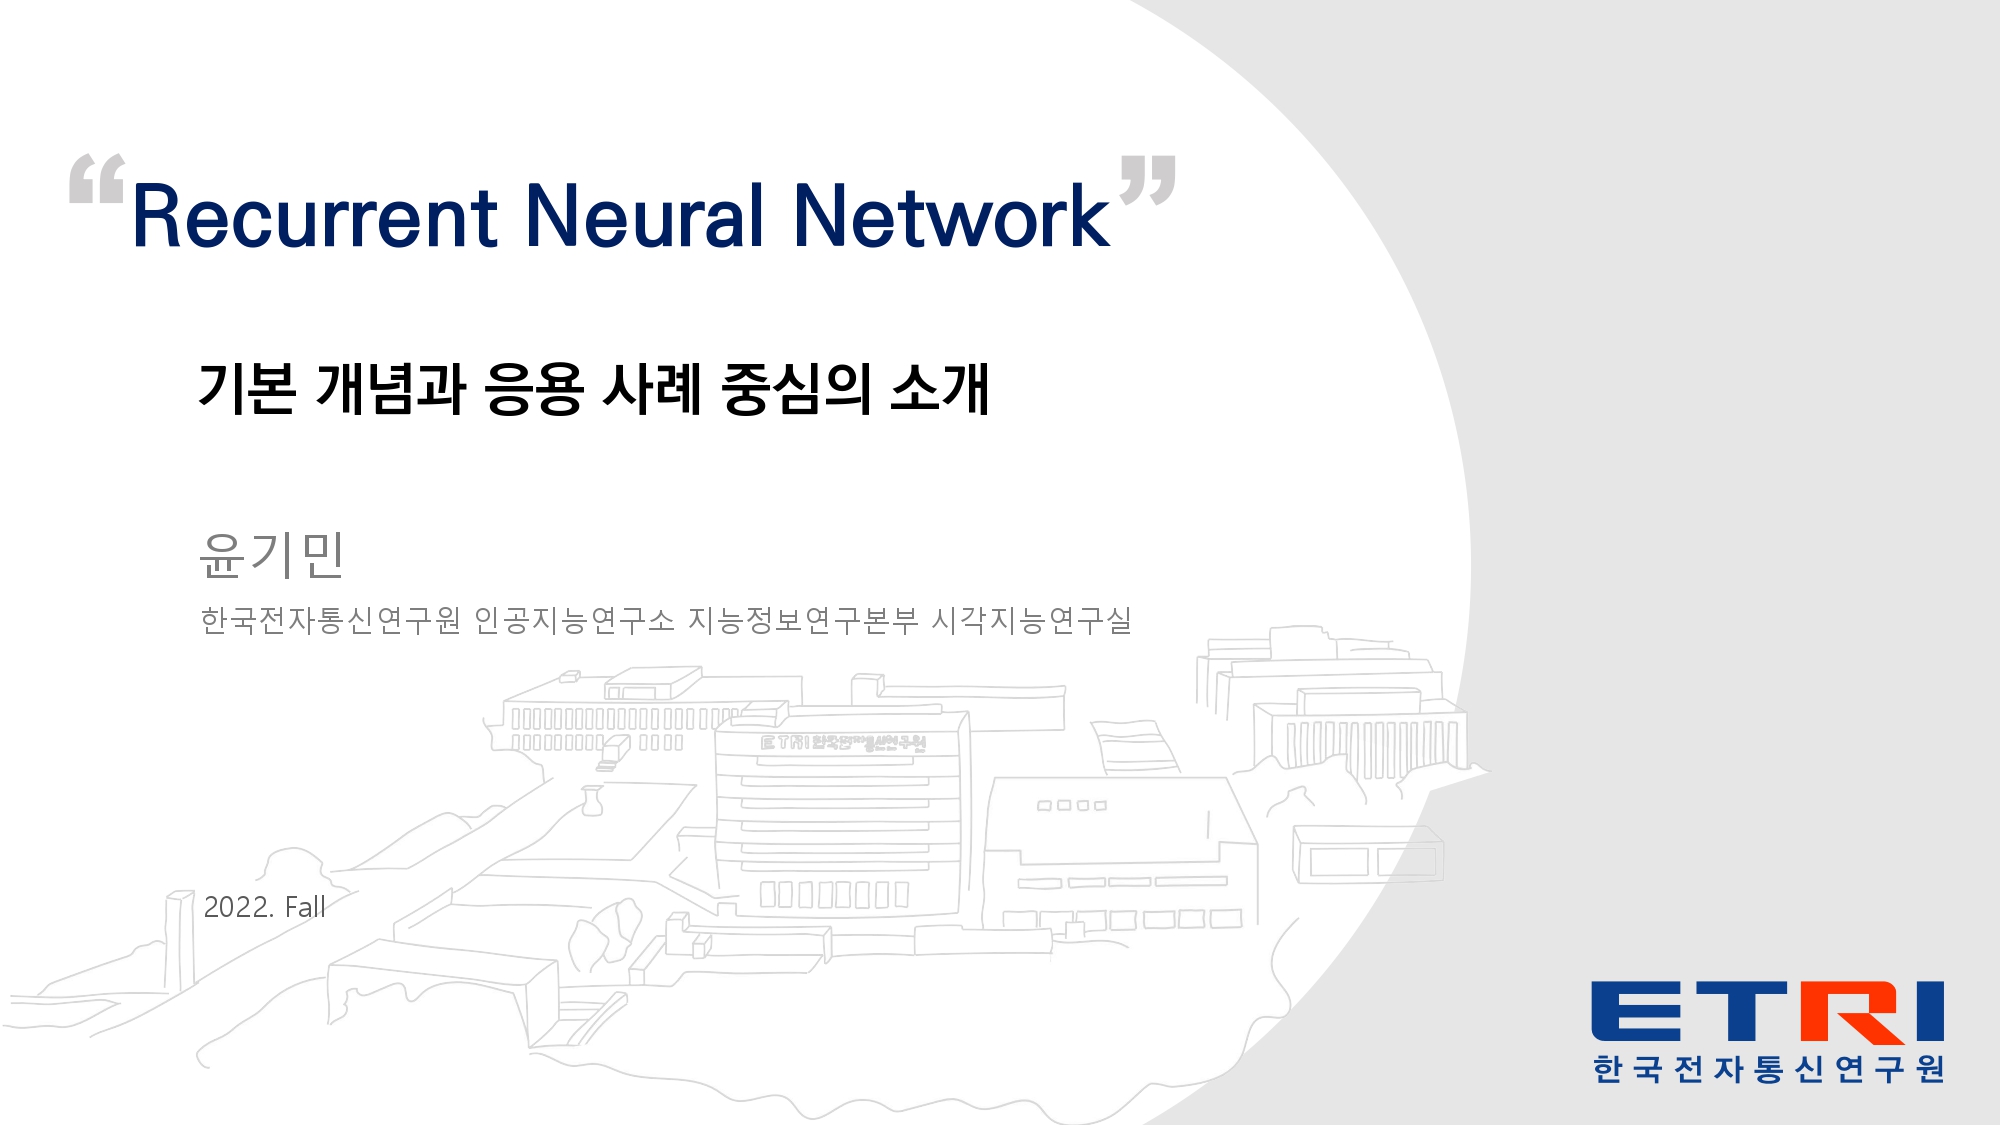 “Recurrent Neural Network”
기본 개념과 응용 사례 중심의 소개
윤기민
한국전자통신연구원 인공지능연구소 지능정보연구본부 시각지능연구실
ETRI 한국전자통신연구원
2022. Fall
ETRI
한국전자통신연구원